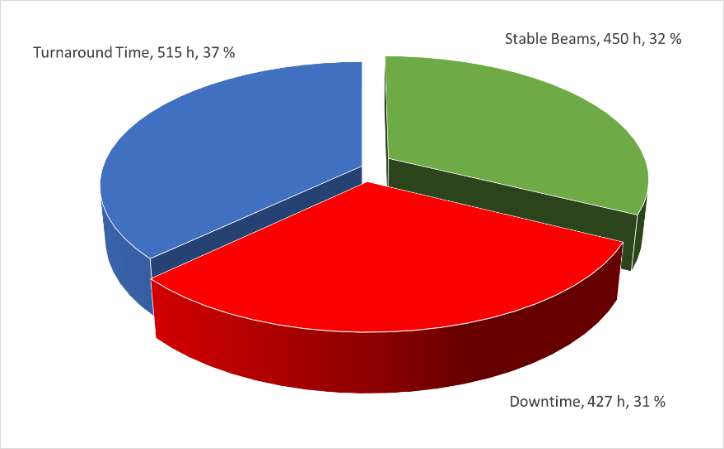 Turnaround Time, 515 h, 37 %
Stable Beams, 450 h, 32 %
Downtime, 427 h, 31 %